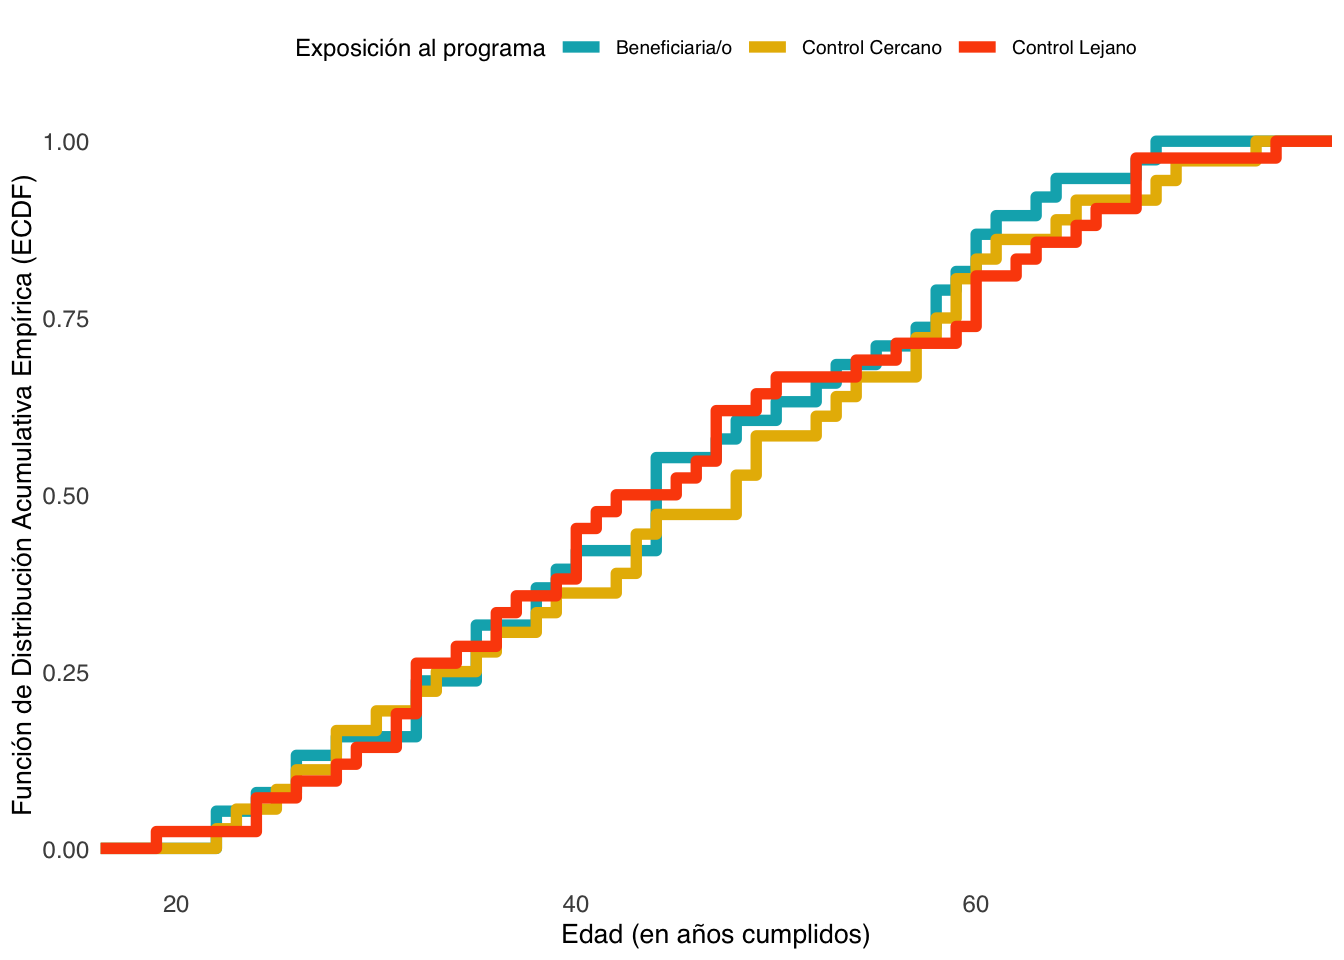 Exposición al programa Beneficiaria/o Control Cercano Control Lejano
Función de Distribución Acumulativa Empírica (ECDF)
1.00
0.75
0.50
0.25
0.00
20 40 60
Edad (en años cumplidos)